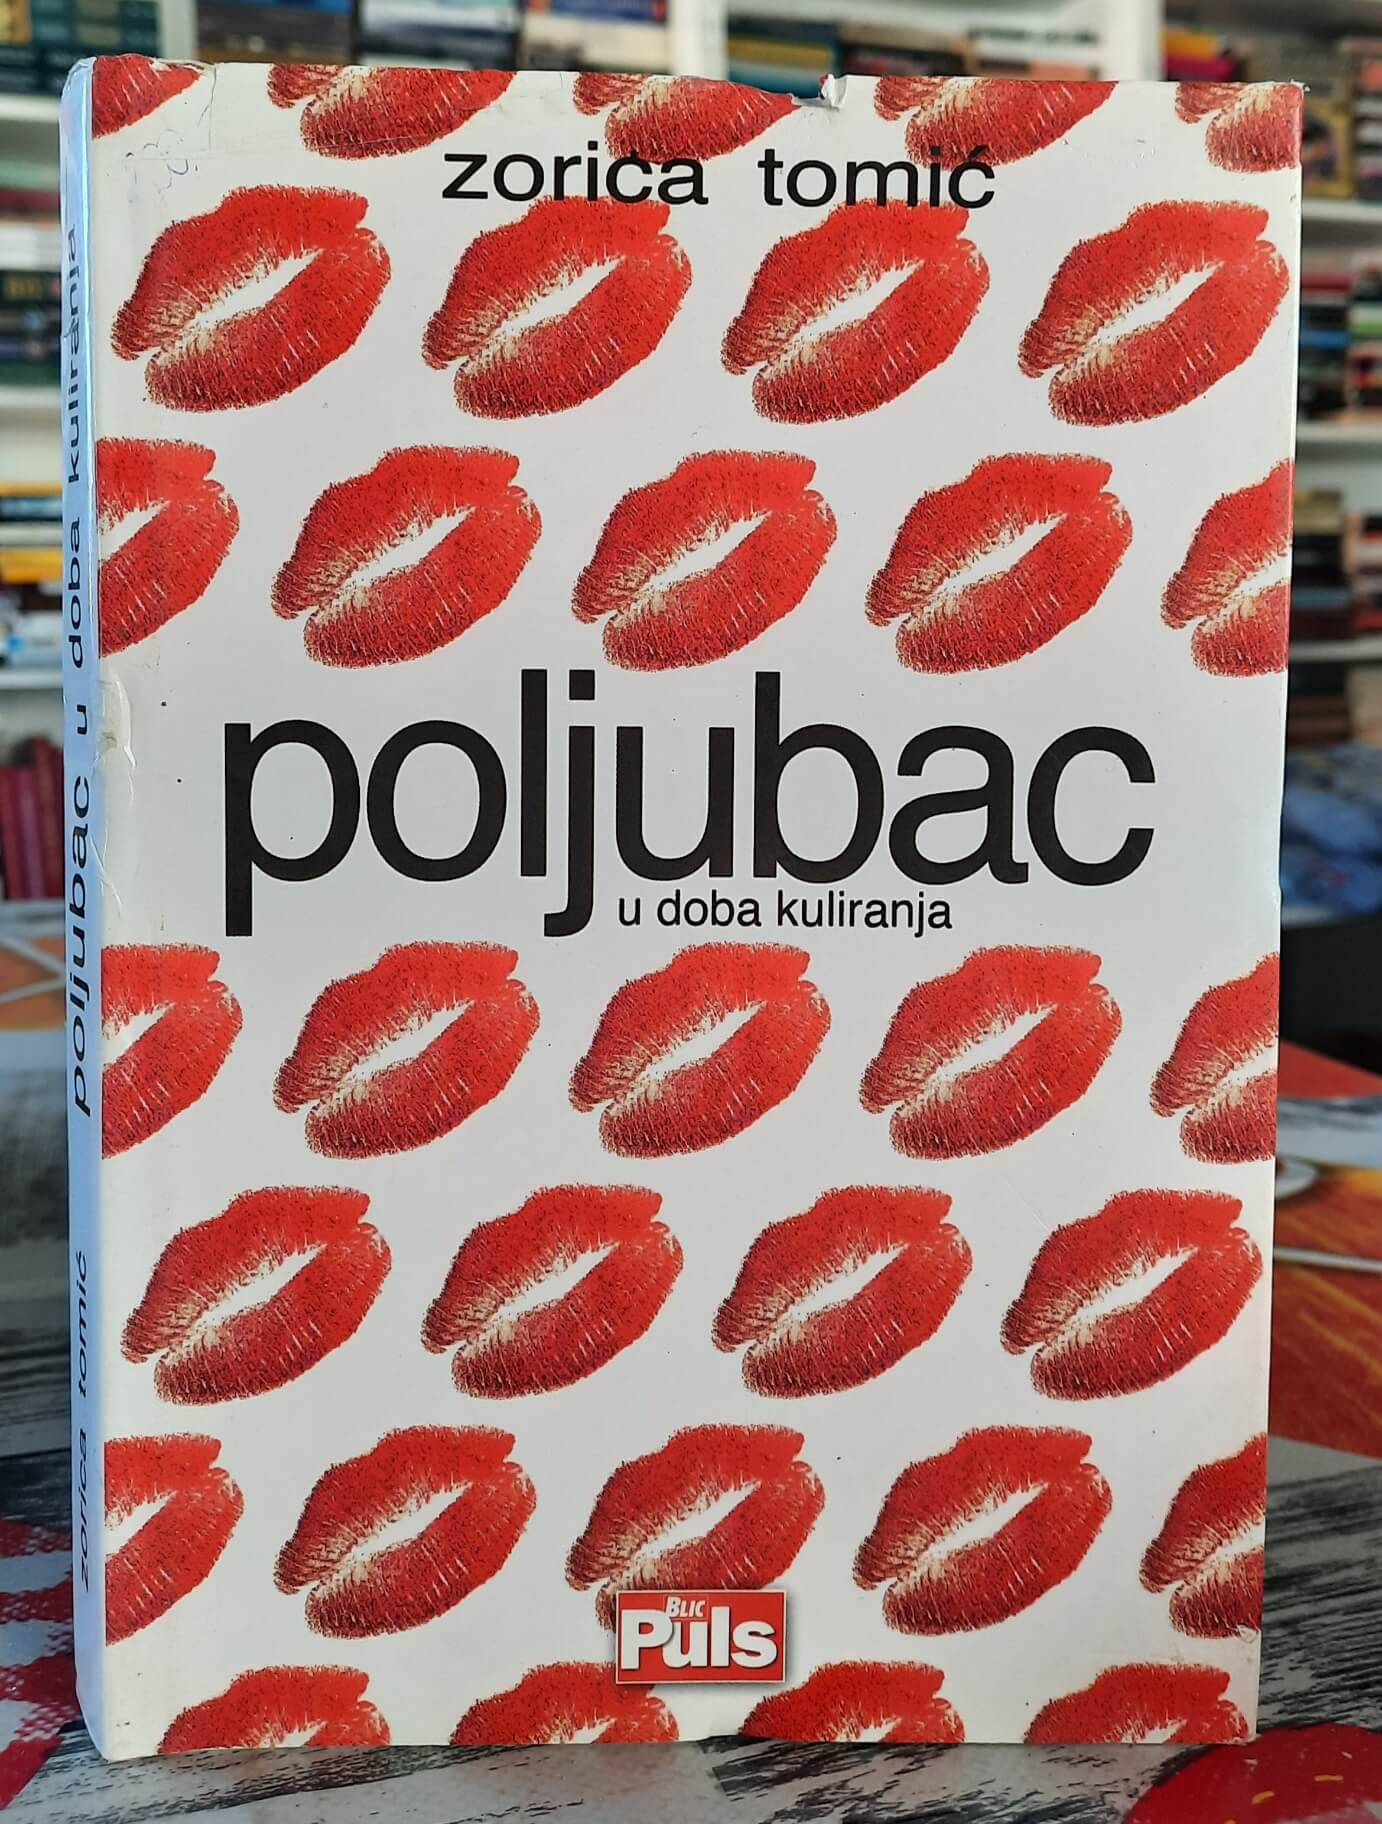 zorica tomić
poljubac
u doba kuliranja
BLIC
Puls
zorica tomić poljubac u doba kuliranja